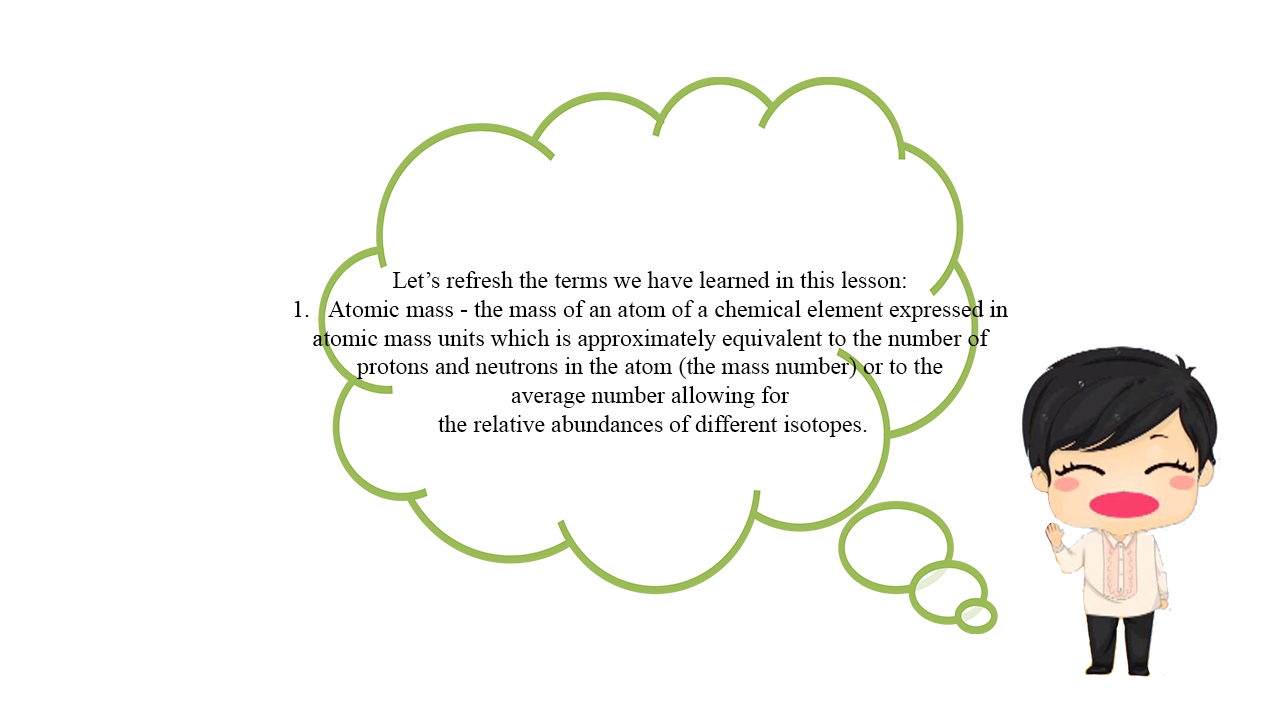 Let’s refresh the terms we have learned in this lesson:
1. Atomic mass - the mass of an atom of a chemical element expressed in
atomic mass units which is approximately equivalent to the number of
protons and neutrons in the atom (the mass number) or to the
average number allowing for
the relative abundances of different isotopes.